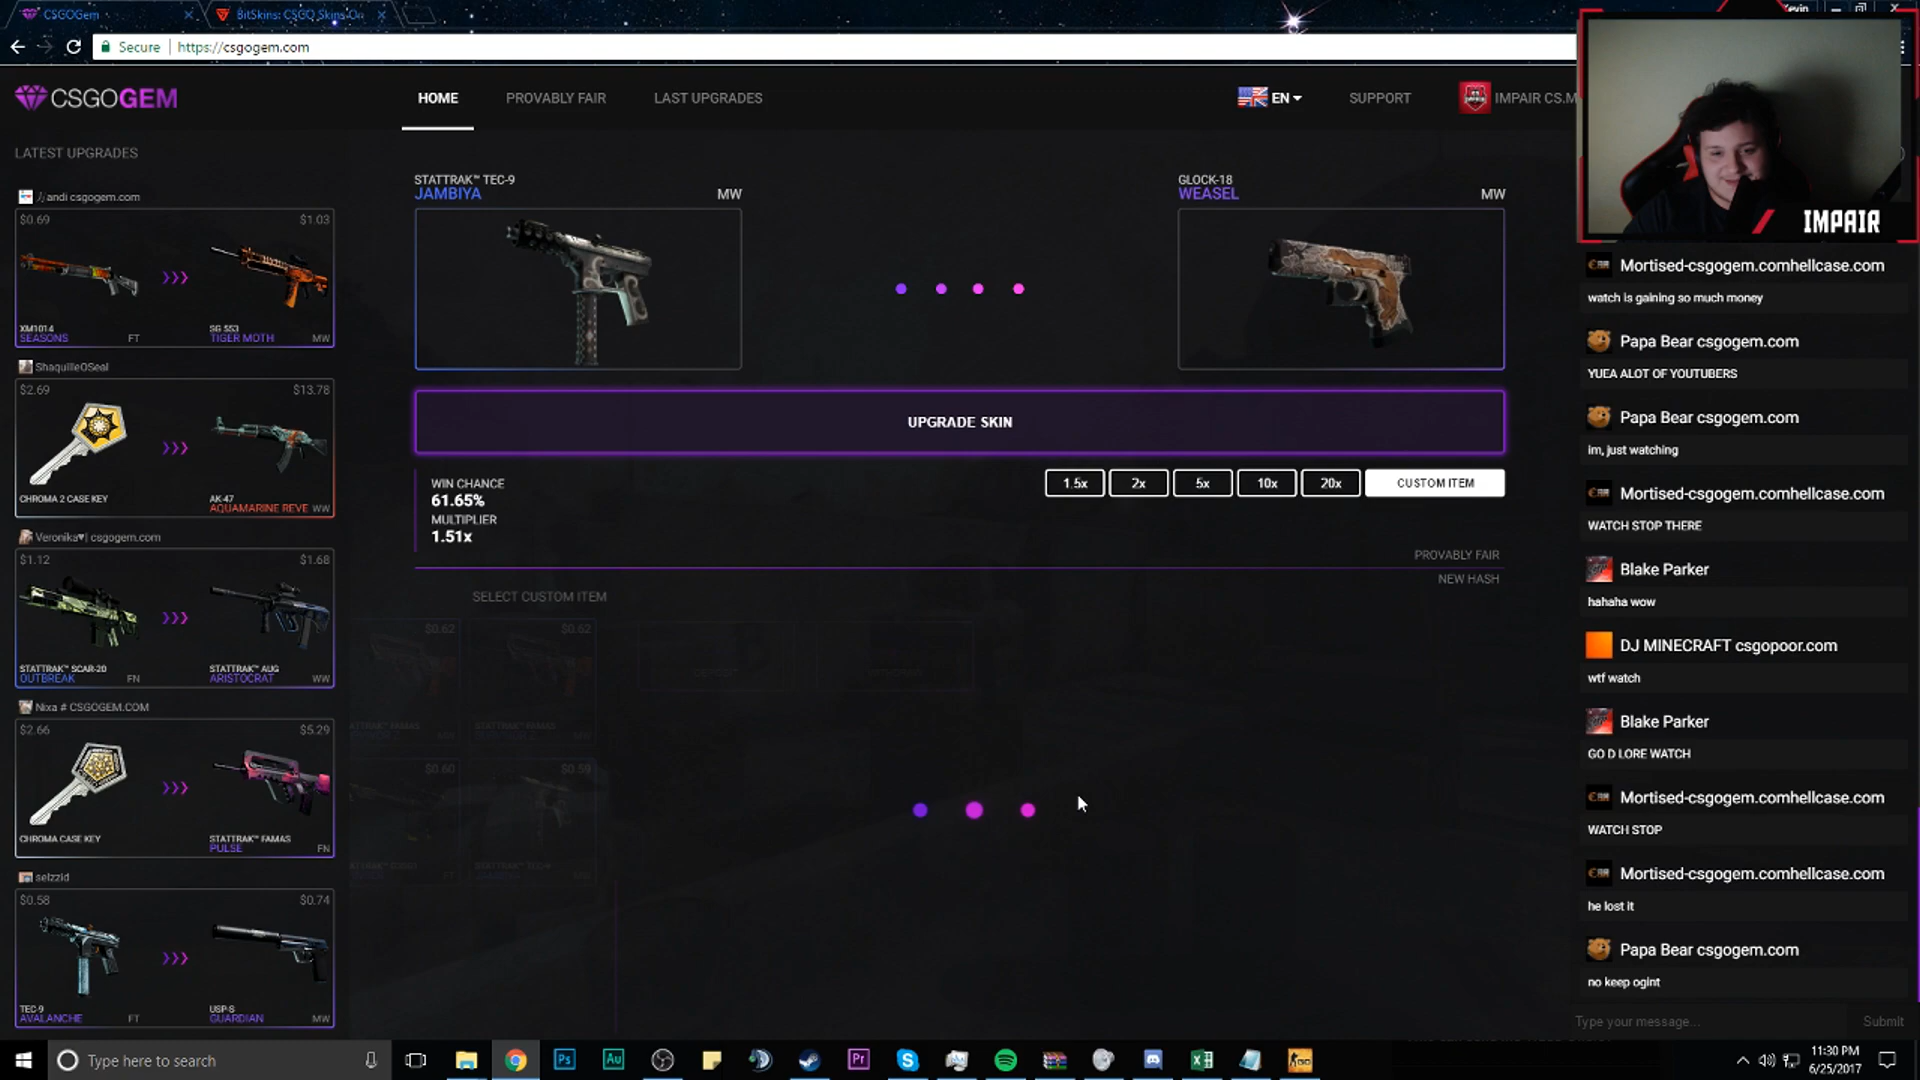 CSGOGem
BitSkins: CSGO Skins On
Secure
https://csgogem.com
CSGOGEM
HOME
PROVABLY FAIR
LAST UPGRADES
EN
SUPPORT
IMPAIR CS.M
IMPAIR
LATEST UPGRADES
andi csgogem.com
$0.69
$1.03
XM1014
SEASONS
FT
SG 553
TIGER MOTH
MW
ShaquilleOSeal
$2.69
$13.78
CHROMA 2 CASE KEY
AK-47
AQUAMARINE REVE
WW
Veronika♥| csgogem.com
$1.12
$1.68
STATTRAK™ SCAR-20
OUTBREAK
FN
STATTRAK™ AUG
ARISTOCRAT
WW
Nixa # CSGOGEM.COM
$2.66
$5.29
CHROMA CASE KEY
STATTRAK™ FAMAS
PULSE
FN
selzzid
$0.58
$0.74
TEC-9
AVALANCHE
FT
USP-S
GUARDIAN
MW
STATTRAK™ TEC-9
JAMBIYA
MW
GLOCK-18
WEASEL
MW
UPGRADE SKIN
WIN CHANCE
61.65%
MULTIPLIER
1.51x
1.5x
2x
5x
10x
20x
CUSTOM ITEM
PROVABLY FAIR
NEW HASH
SELECT CUSTOM ITEM
$0.62
$0.62
$0.60
$0.59
Mortised-csgogem.comhellcase.com
watch is gaining so much money
Papa Bear csgogem.com
YUEA ALOT OF YOUTUBERS
Papa Bear csgogem.com
im, just watching
Mortised-csgogem.comhellcase.com
WATCH STOP THERE
Blake Parker
hahaha wow
DJ MINECRAFT csgopoor.com
wtf watch
Blake Parker
GO D LORE WATCH
Mortised-csgogem.comhellcase.com
WATCH STOP
Mortised-csgogem.comhellcase.com
he lost it
Papa Bear csgogem.com
no keep ogint
Type your message...
Submit
Type here to search
11:30 PM
6/25/2017